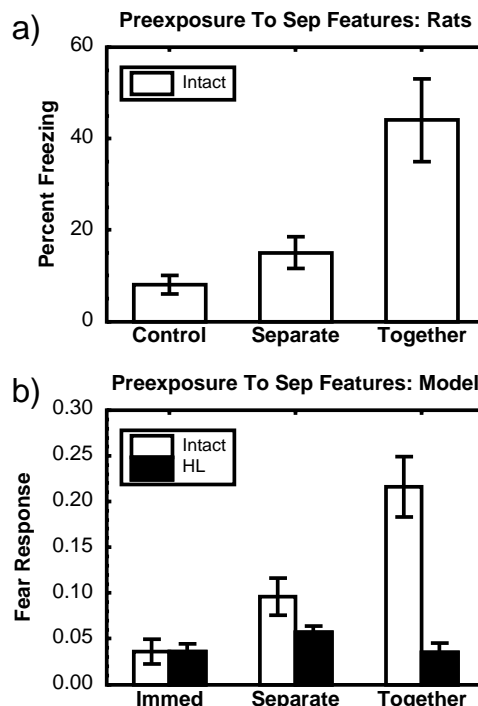 a)
Preexposure To Sep Features: Rats
60
40
20
0
Percent Freezing
Intact
Control Separate Together
b)
Preexposure To Sep Features: Model
0.30
0.25
0.20
0.15
0.10
0.05
0.00
Fear Response
Intact
HL
Immed Separate Together